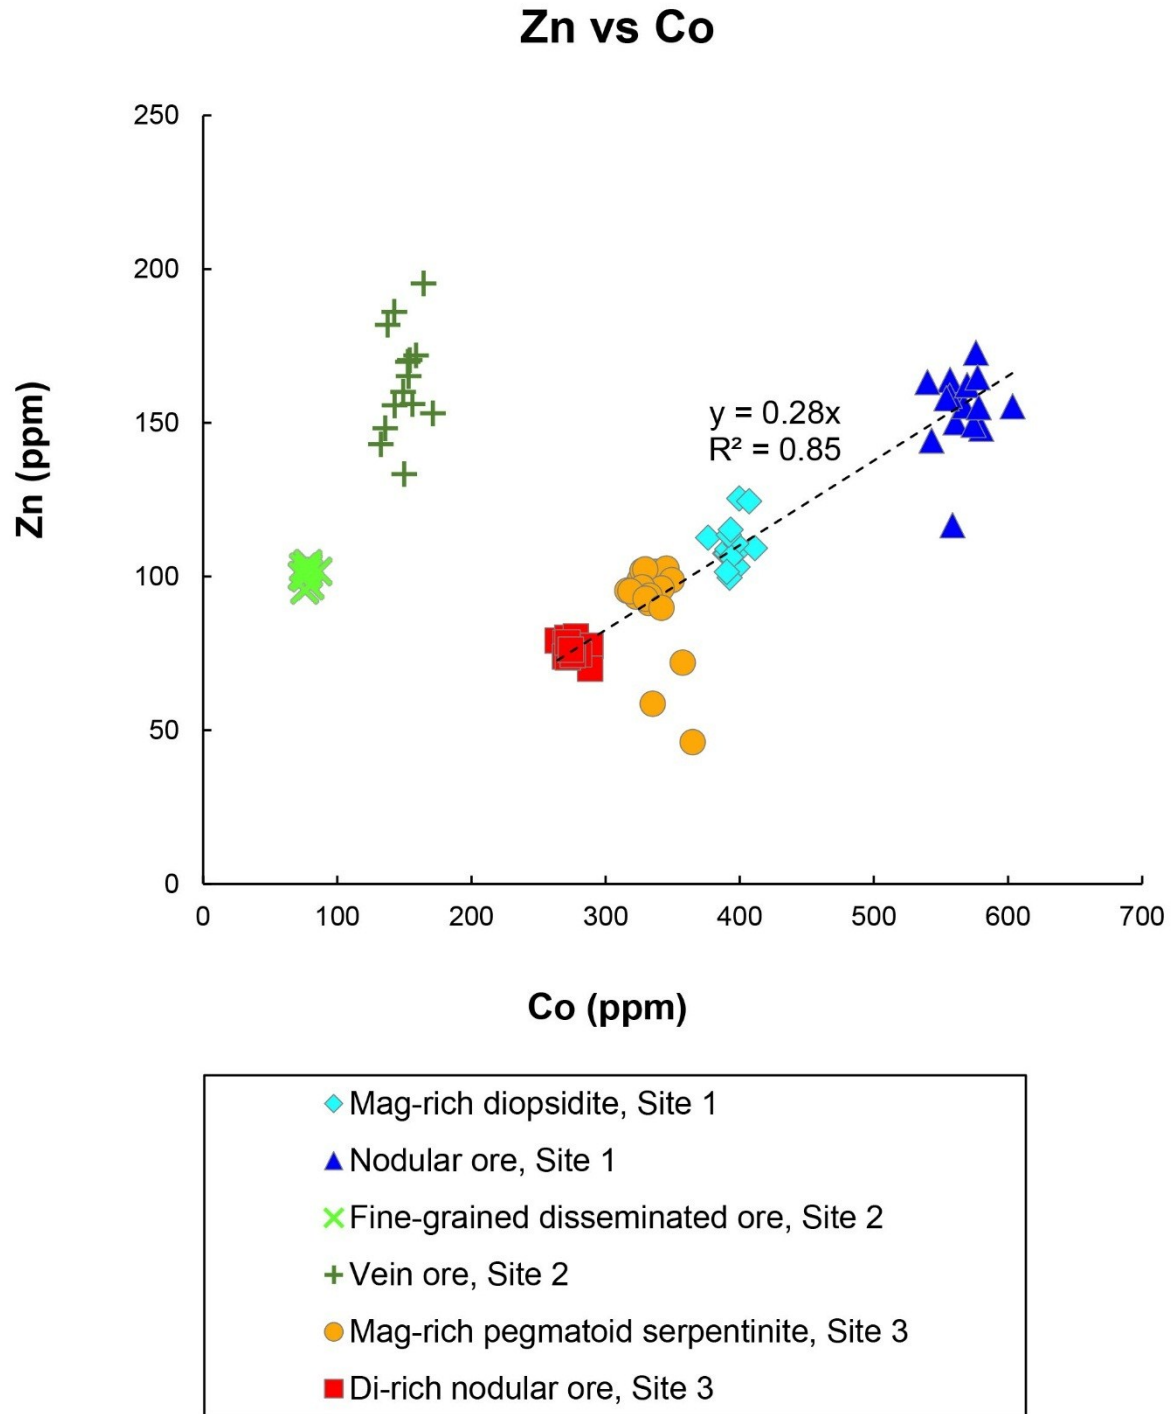 Zn vs Co
250
200
150
100
50
0
Zn (ppm)
y = 0.28x
R² = 0.85
0 100 200 300 400 500 600 700
Co (ppm)
Mag-rich diopsidite, Site 1
Nodular ore, Site 1
Fine-grained disseminated ore, Site 2
Vein ore, Site 2
Mag-rich pegmatoid serpentinite, Site 3
Di-rich nodular ore, Site 3